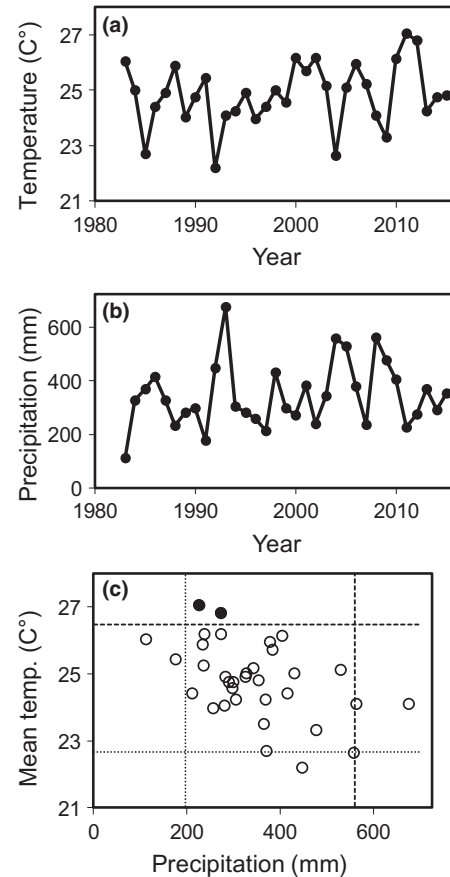 (a)
Temperature (C°)
27
25
23
21
1980 1990 2000 2010
Year
(b)
Precipitation (mm)
600
400
200
0
1980 1990 2000 2010
Year
(c)
Mean temp. (C°)
27
25
23
21
0 200 400 600
Precipitation (mm)